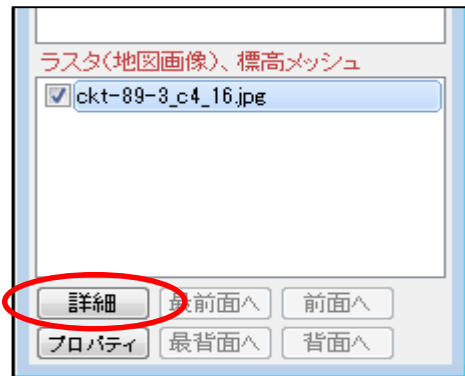 ラスタ(地図画像)、標高メッシュ
ckt-89-3_c4_16.jpg
詳細 最前面へ 前面へ
プロパティ 最背面へ 背面へ